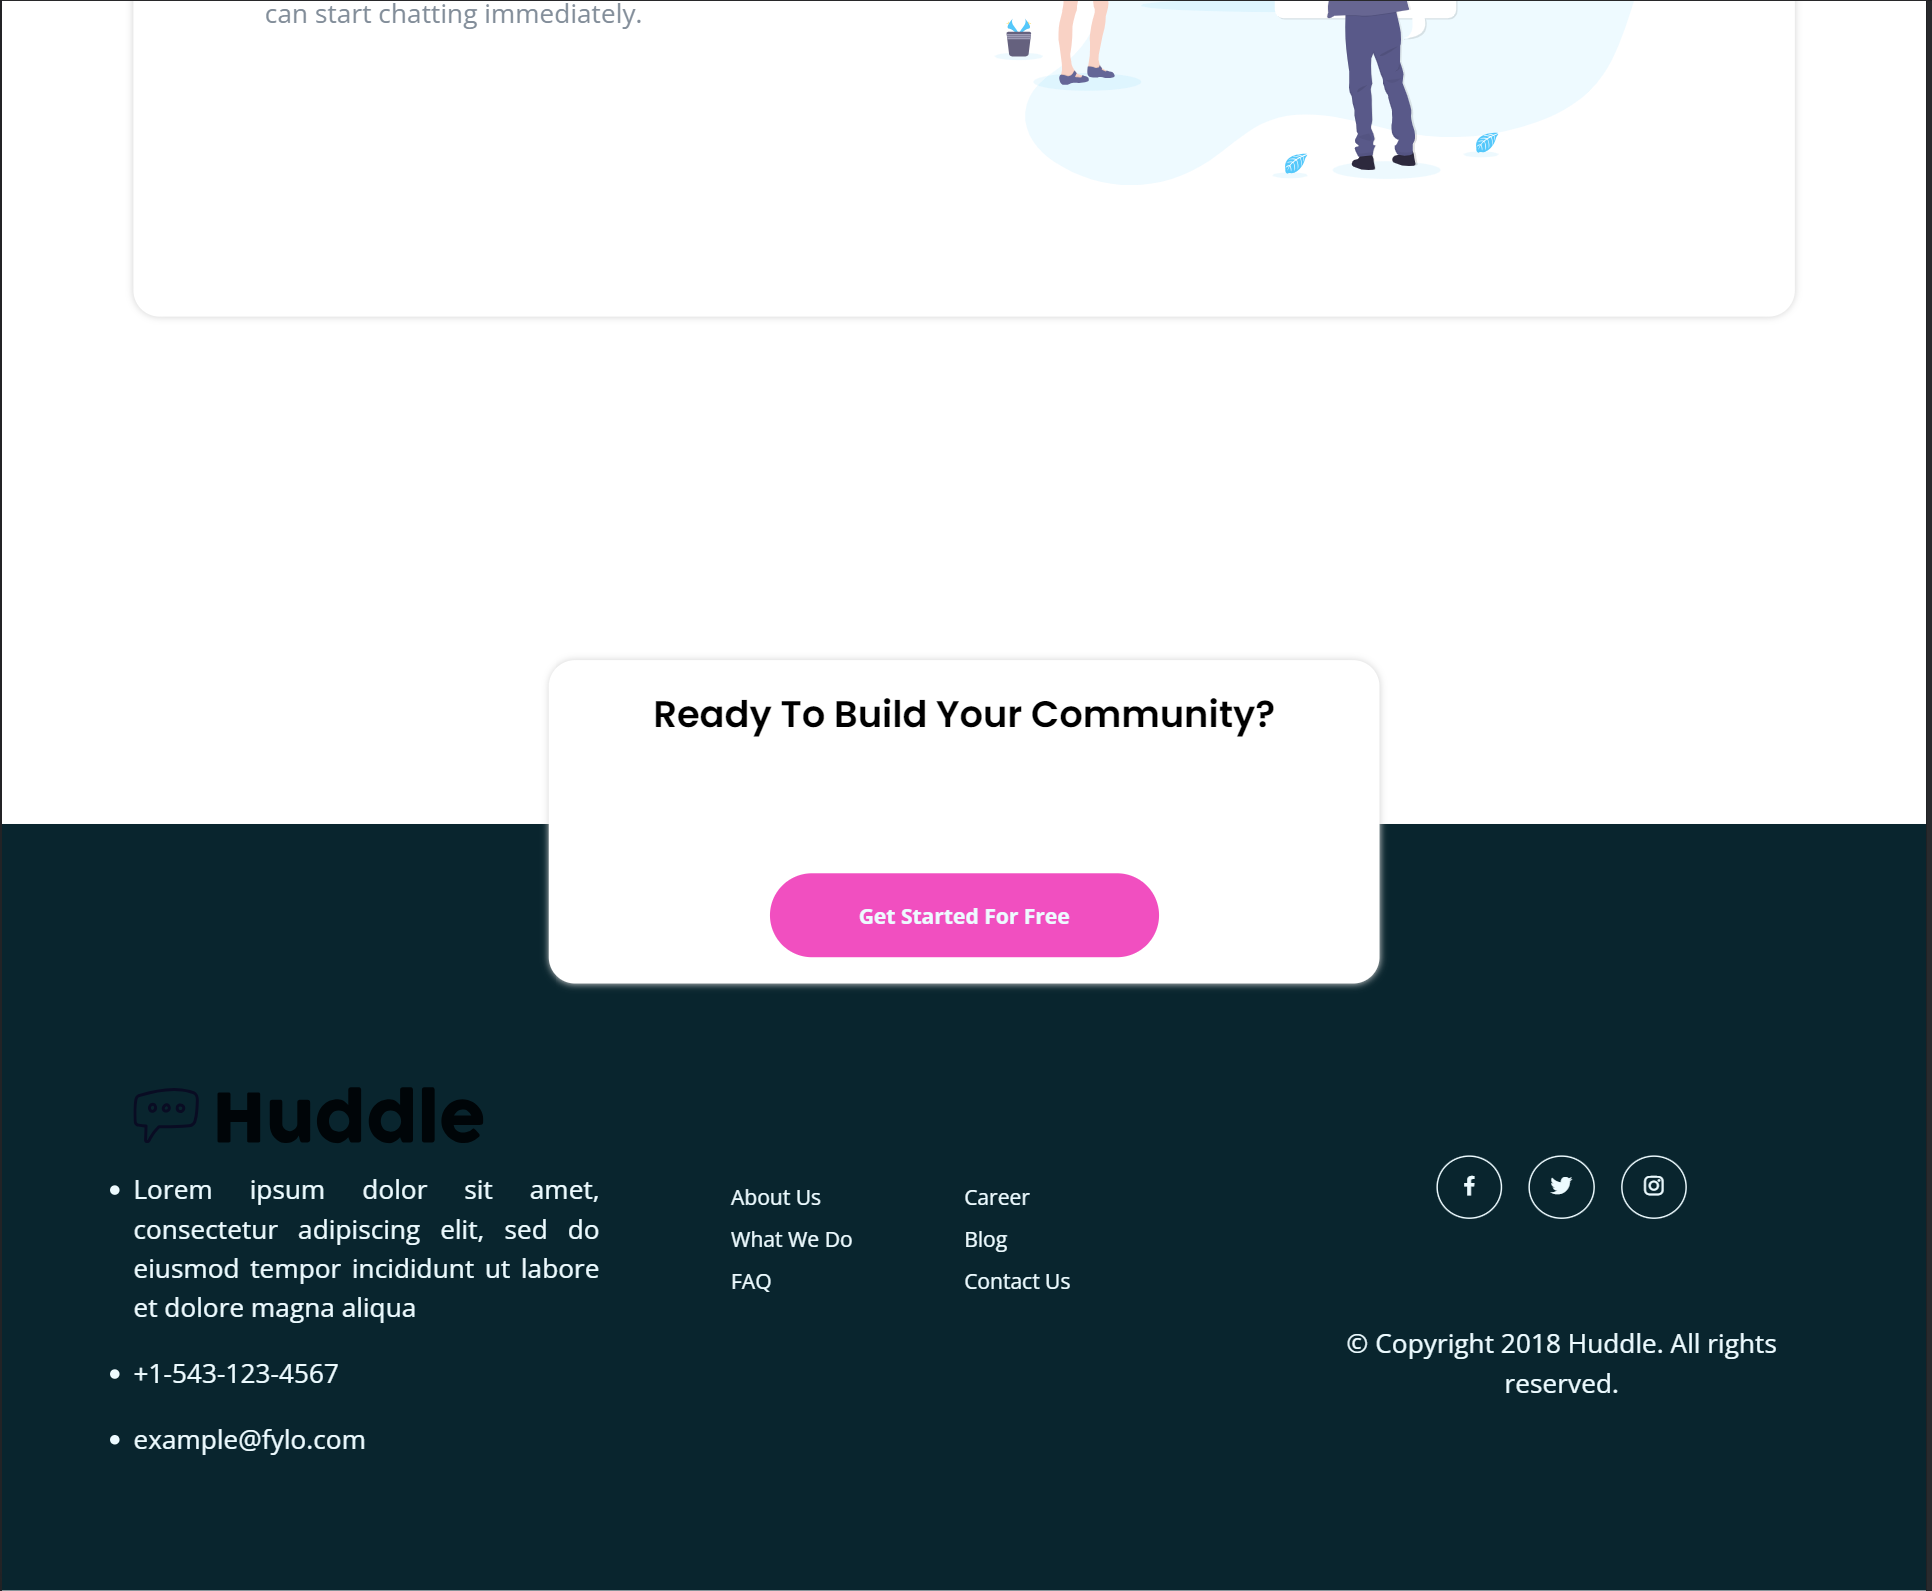 can start chatting immediately.
Ready To Build Your Community?
Get Started For Free
Huddle
• Lorem ipsum dolor sit amet,
consectetur adipiscing elit, sed do
eiusmod tempor incididunt ut labore
et dolore magna aliqua
• +1-543-123-4567
• example@fylo.com
About Us
What We Do
FAQ
Career
Blog
Contact Us
© Copyright 2018 Huddle. All rights
reserved.